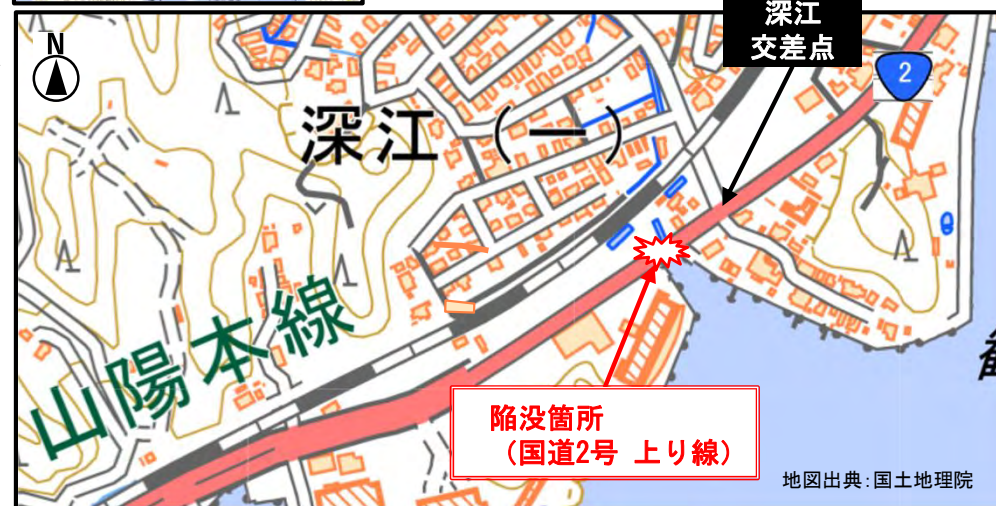 深江
交差点
N
2
深江（一）
山陽本線
陥没箇所
（国道2号 上り線）
地図出典：国土地理院